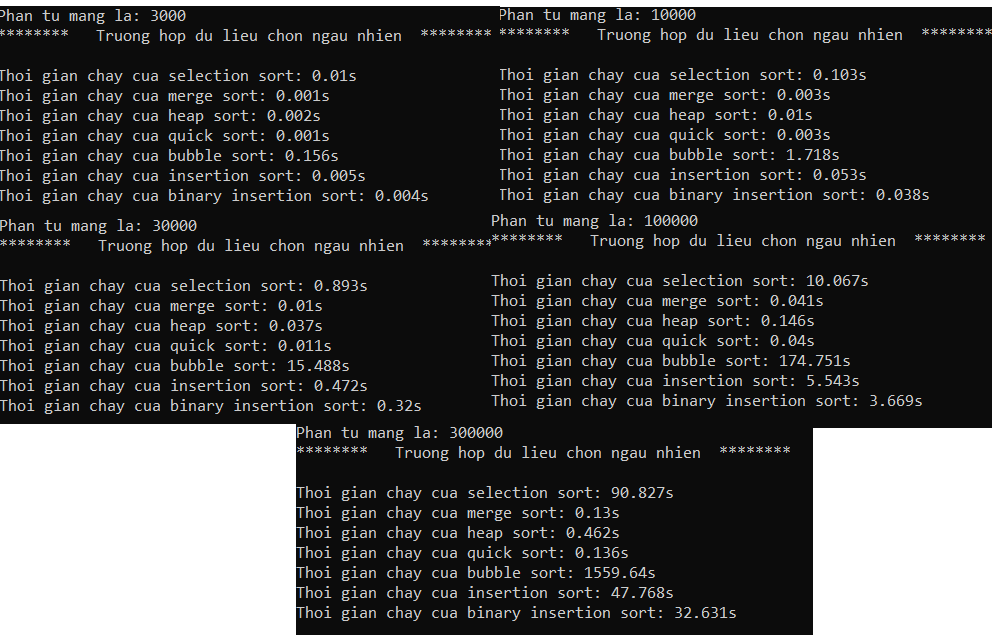 Phan tu mang la: 3000
******** Truong hop du lieu chon ngau nhien ********
Thoi gian chay cua selection sort: 0.01s
Thoi gian chay cua merge sort: 0.001s
Thoi gian chay cua heap sort: 0.002s
Thoi gian chay cua quick sort: 0.001s
Thoi gian chay cua bubble sort: 0.156s
Thoi gian chay cua insertion sort: 0.005s
Thoi gian chay cua binary insertion sort: 0.004s
Phan tu mang la: 10000
******** Truong hop du lieu chon ngau nhien ********
Thoi gian chay cua selection sort: 0.103s
Thoi gian chay cua merge sort: 0.003s
Thoi gian chay cua heap sort: 0.01s
Thoi gian chay cua quick sort: 0.003s
Thoi gian chay cua bubble sort: 1.718s
Thoi gian chay cua insertion sort: 0.053s
Thoi gian chay cua binary insertion sort: 0.038s
Phan tu mang la: 30000
******** Truong hop du lieu chon ngau nhien ********
Thoi gian chay cua selection sort: 0.893s
Thoi gian chay cua merge sort: 0.01s
Thoi gian chay cua heap sort: 0.037s
Thoi gian chay cua quick sort: 0.011s
Thoi gian chay cua bubble sort: 15.488s
Thoi gian chay cua insertion sort: 0.472s
Thoi gian chay cua binary insertion sort: 0.32s
Phan tu mang la: 100000
******** Truong hop du lieu chon ngau nhien ********
Thoi gian chay cua selection sort: 10.067s
Thoi gian chay cua merge sort: 0.041s
Thoi gian chay cua heap sort: 0.146s
Thoi gian chay cua quick sort: 0.04s
Thoi gian chay cua bubble sort: 174.751s
Thoi gian chay cua insertion sort: 5.543s
Thoi gian chay cua binary insertion sort: 3.669s
Phan tu mang la: 300000
******** Truong hop du lieu chon ngau nhien ********
Thoi gian chay cua selection sort: 90.827s
Thoi gian chay cua merge sort: 0.13s
Thoi gian chay cua heap sort: 0.462s
Thoi gian chay cua quick sort: 0.136s
Thoi gian chay cua bubble sort: 1559.64s
Thoi gian chay cua insertion sort: 47.768s
Thoi gian chay cua binary insertion sort: 32.631s